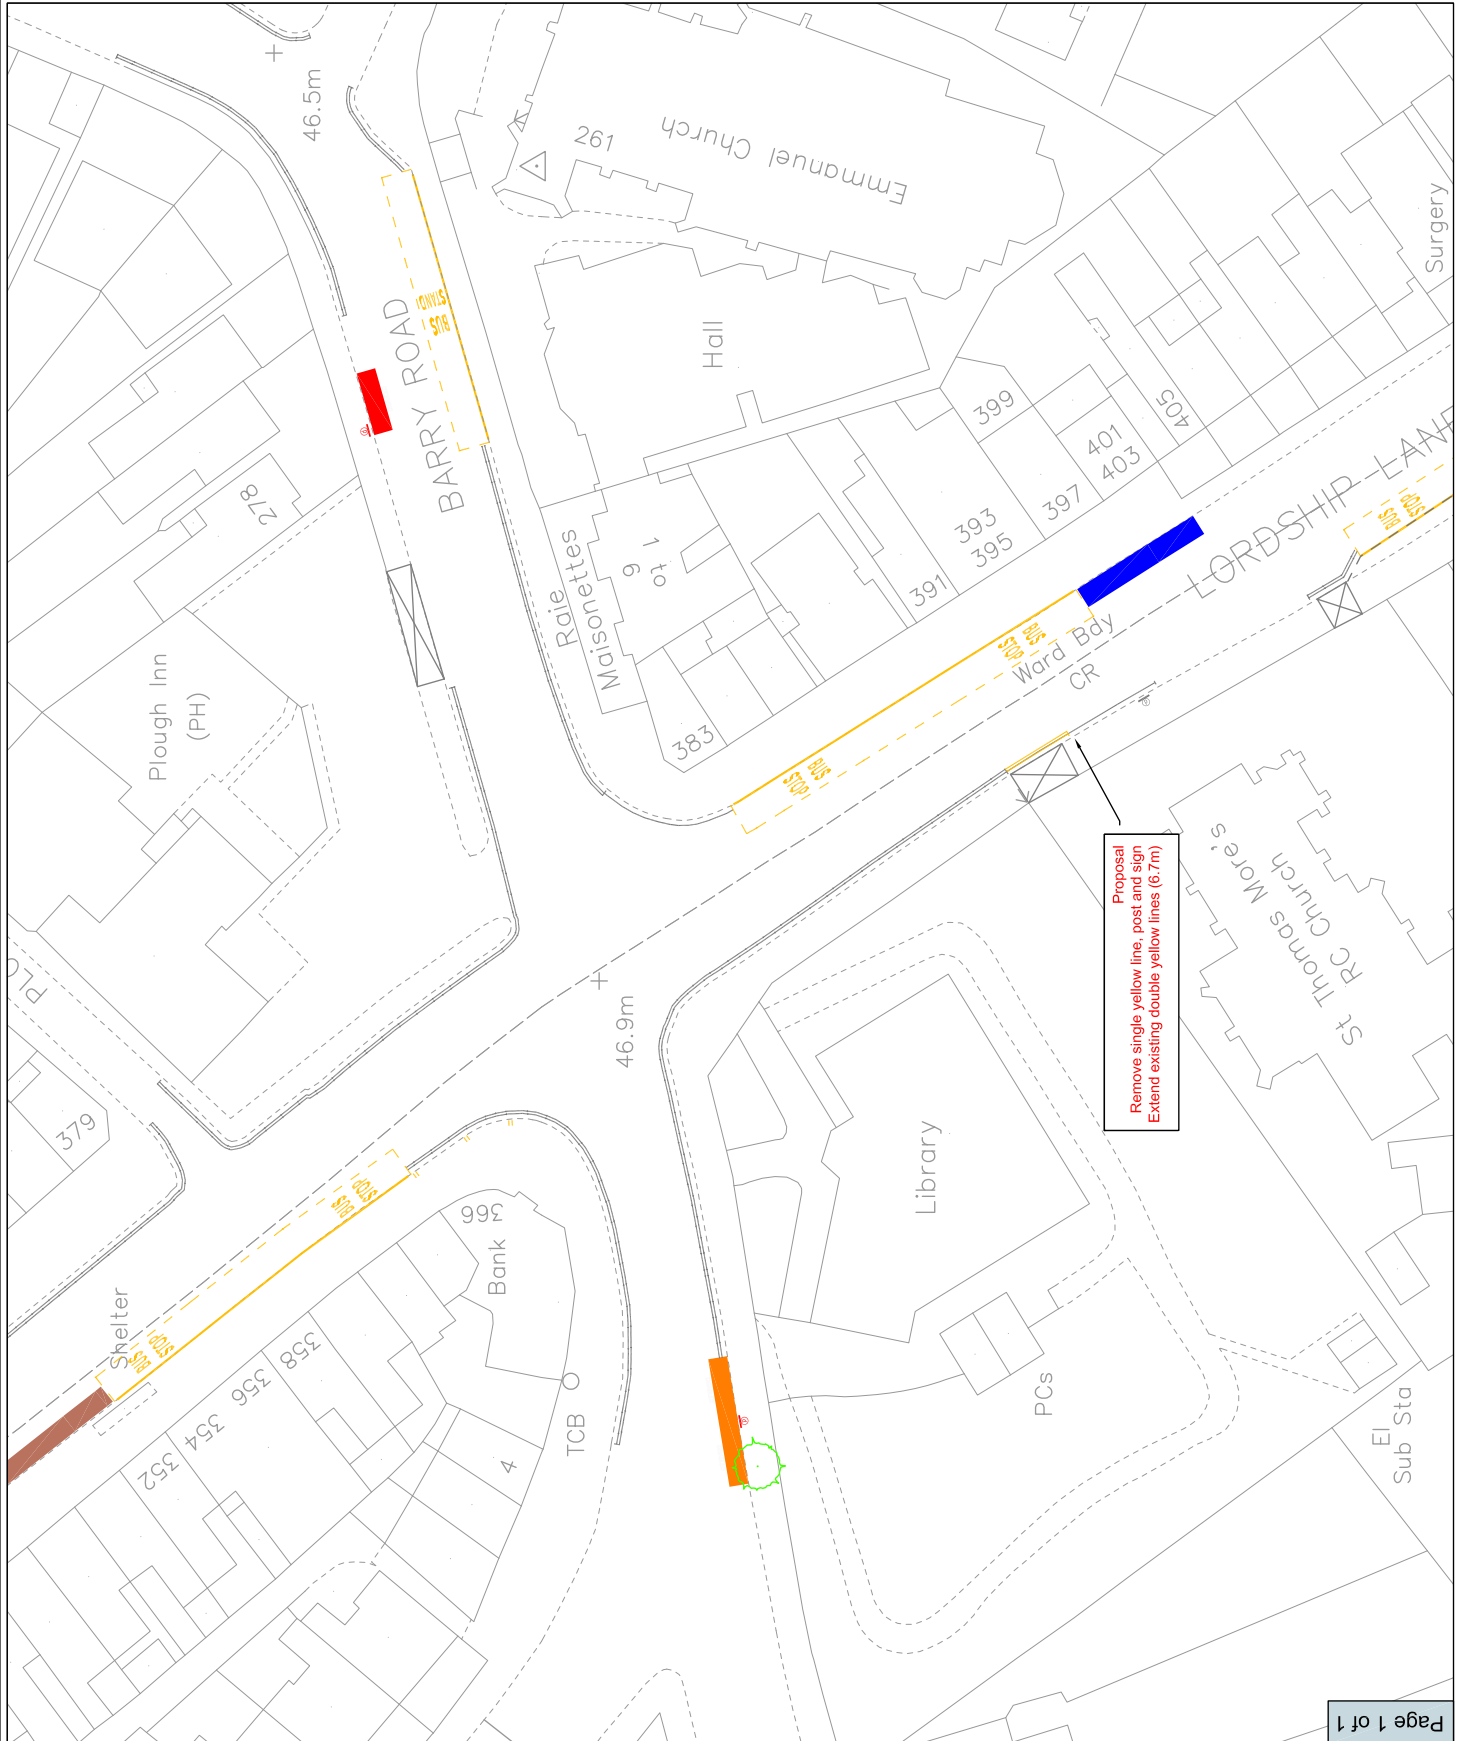 46.5m
261
Emmanuel Church
Surgery
BARRY ROAD
BUS
STAND
Hall
278
399
401
403
405
397
393
395
391
Raie
Maisonettes
1
to
9
383
LORDSHIP LANE
BUS
STOP
BUS
STOP
Ward Bdy
CR
BUS
STOP
Plough Inn
(PH)
PLO
379
46.9m
Proposal
Remove single yellow line, post and sign
Extend existing double yellow lines (6.7m)
St Thomas More's
RC Church
Library
BUS
STOP
366
Bank
Shelter
BUS
STOP
358
356
354
352
TCB
4
PCs
El
Sub Sta
Page 1 of 1